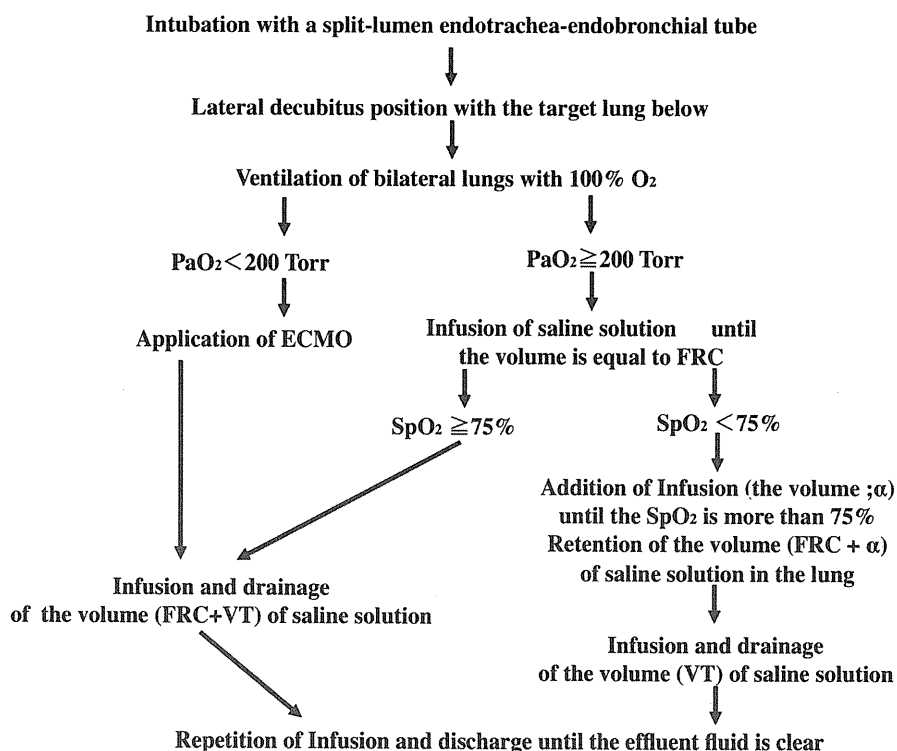 Intubation with a split-lumen endotrachea-endobronchial tube
Lateral decubitus position with the target lung below
Ventilation of bilateral lungs with 100% O₂
PaO₂<200 Torr
PaO₂≧200 Torr
Application of ECMO
Infusion of saline solution until
the volume is equal to FRC
SpO₂ ≧75%
SpO₂ <75%
Addition of Infusion (the volume ;α)
until the SpO₂ is more than 75%
Retention of the volume (FRC + α)
of saline solution in the lung
Infusion and drainage
of the volume (FRC+VT) of saline solution
Infusion and drainage
of the volume (VT) of saline solution
Repetition of Infusion and discharge until the effluent fluid is clear